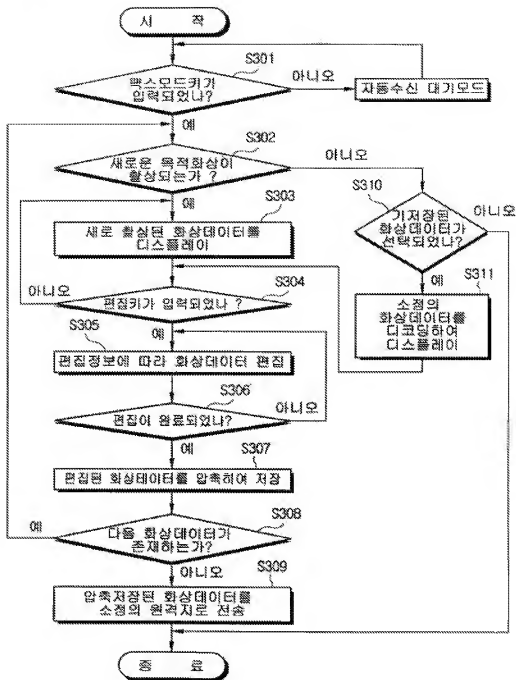 시 작
S301
팩스모드키가
입력되었나?
아니오
자동수신 대기모드
예
S302
새로운 목적화상이
촬상되는가 ?
아니오
예
S303
새로 촬상된 화상데이터를
디스플레이
S310
기저장된
화상데이터가
선택되었나?
아니오
예
S311
소정의
화상데이터를
디코딩하여
디스플레이
S304
편집키가 입력되었나 ?
아니오
예
S305
편집정보에 따라 화상데이터 편집
S306
편집이 완료되었나?
아니오
예
S307
편집된 화상데이터를 압축하여 저장
S308
다음 화상데이터가
존재하는가?
예
아니오
S309
압축저장된 화상데이터를
소정의 원격지로 전송
종 료